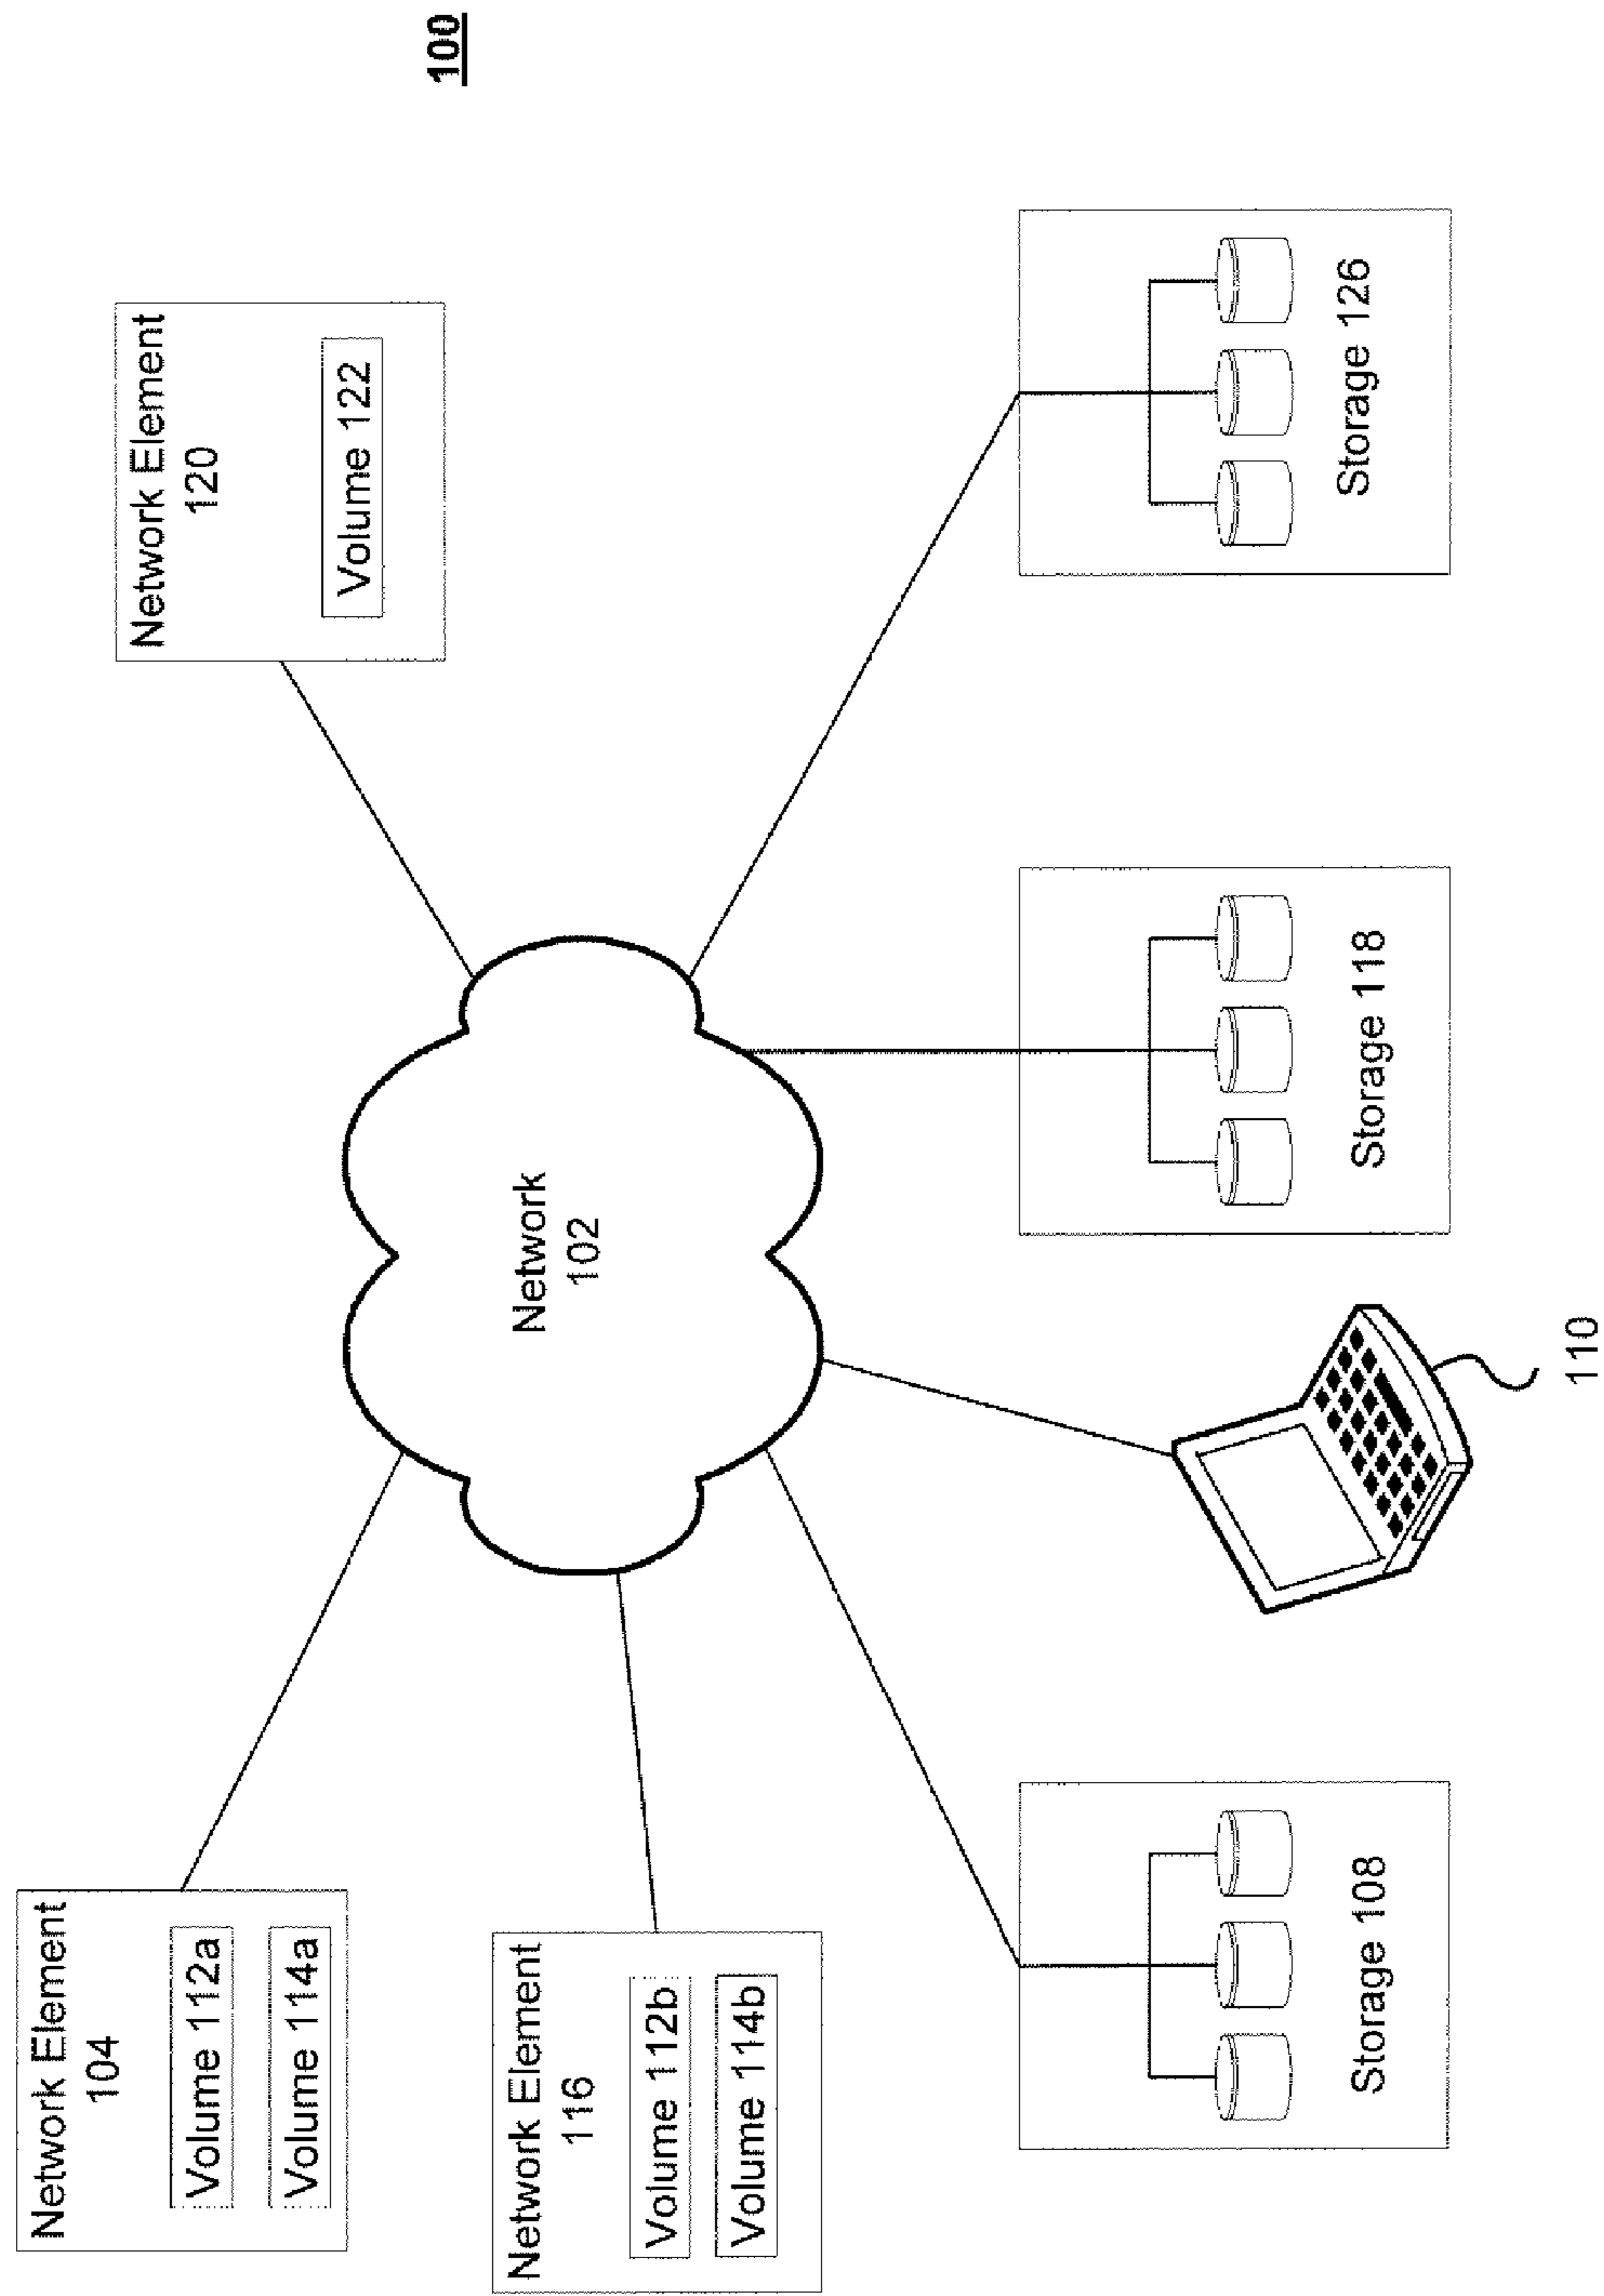 100
Network Element
104
Volume 112a
Volume 114a
Network Element
120
Volume 122
Network Element
116
Volume 112b
Volume 114b
Network
102
Storage 108
110
Storage 118
Storage 126